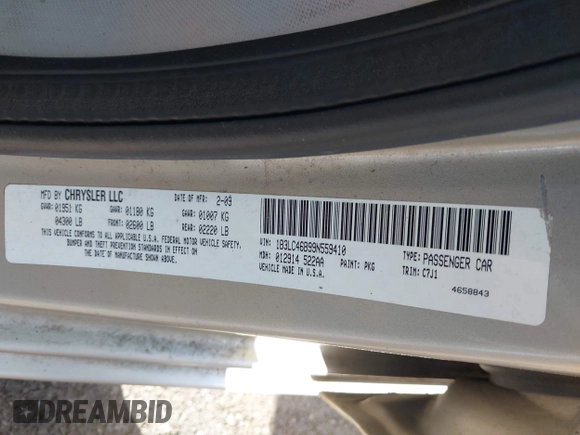 MFD BY CHRYSLER LLC DATE OF MFR: 2-09
GVWR: 01951 KG GAWR: 01180 KG GAWR: 01007 KG
04300 LB FRONT: 02600 LB REAR: 02220 LB
THIS VEHICLE CONFORMS TO ALL APPLICABLE U.S.A. FEDERAL MOTOR VEHICLE SAFETY,
BUMPER AND THEFT PREVENTION STANDARDS IN EFFECT ON
THE DATE OF MANUFACTURE SHOWN ABOVE.
VIN: 1B3LC46B99N559410 TYPE: PASSENGER CAR
MDH: 012914 522AA PAINT: PKG TRIM: C7J1
VEHICLE MADE IN U.S.A.
4658843
DREAMBID